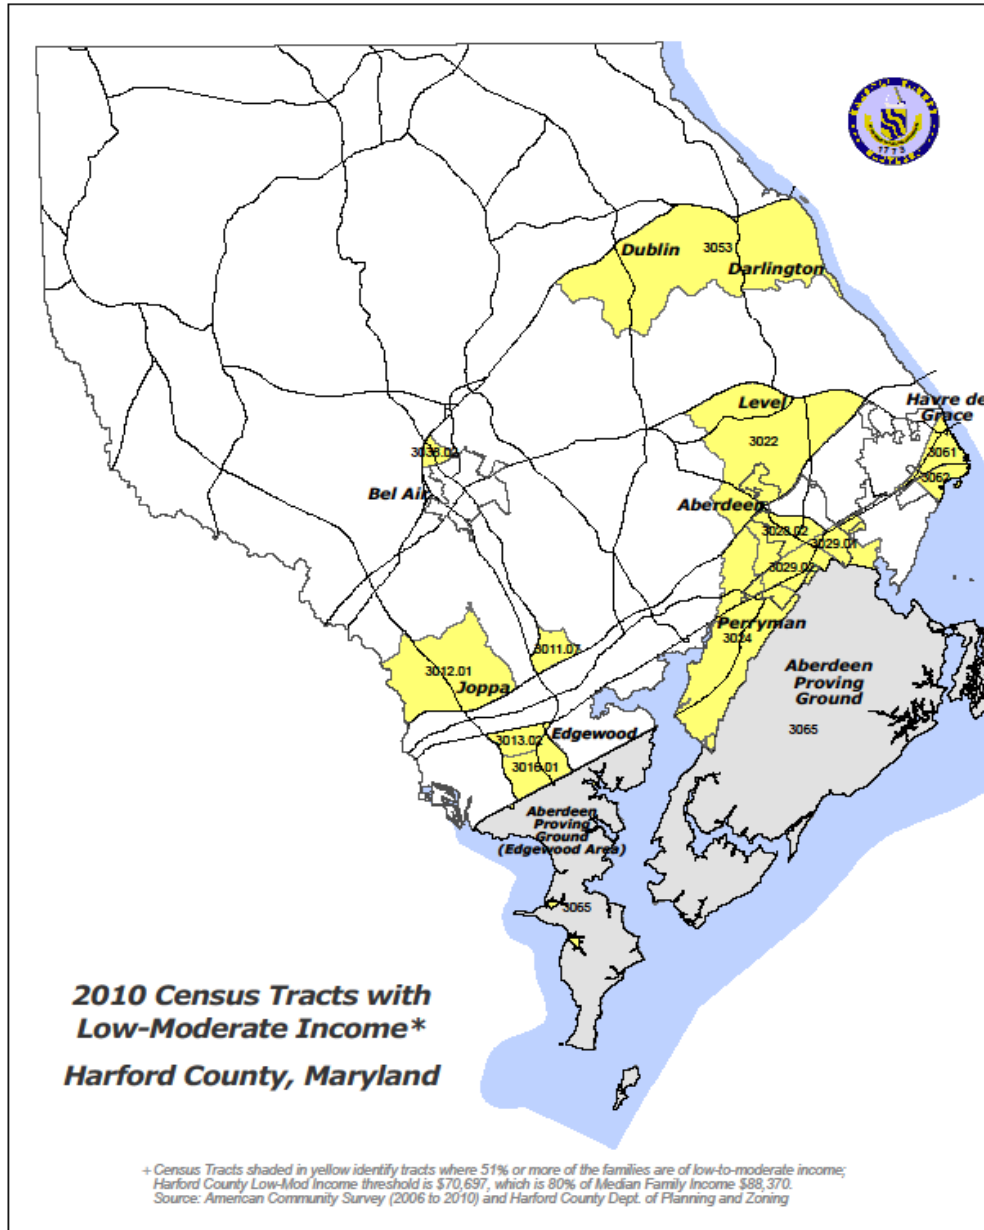 1773
Dublin
3053
Darlington
Level
Havre de
Grace
3022
3061
3062
3038.02
Bel Air
Aberdeen
3028.02
3029.01
3029.02
Perryman
3024
3011.07
3012.01
Joppa
Aberdeen
Proving
Ground
3065
3013.02
Edgewood
3016.01
Aberdeen
Proving
Ground
(Edgewood Area)
3065
2010 Census Tracts with
Low-Moderate Income*
Harford County, Maryland
+ Census Tracts shaded in yellow identify tracts where 51% or more of the families are of low-to-moderate income;
Harford County Low-Mod Income threshold is $70,697, which is 80% of Median Family Income $88,370.
Source: American Community Survey (2006 to 2010) and Harford County Dept. of Planning and Zoning